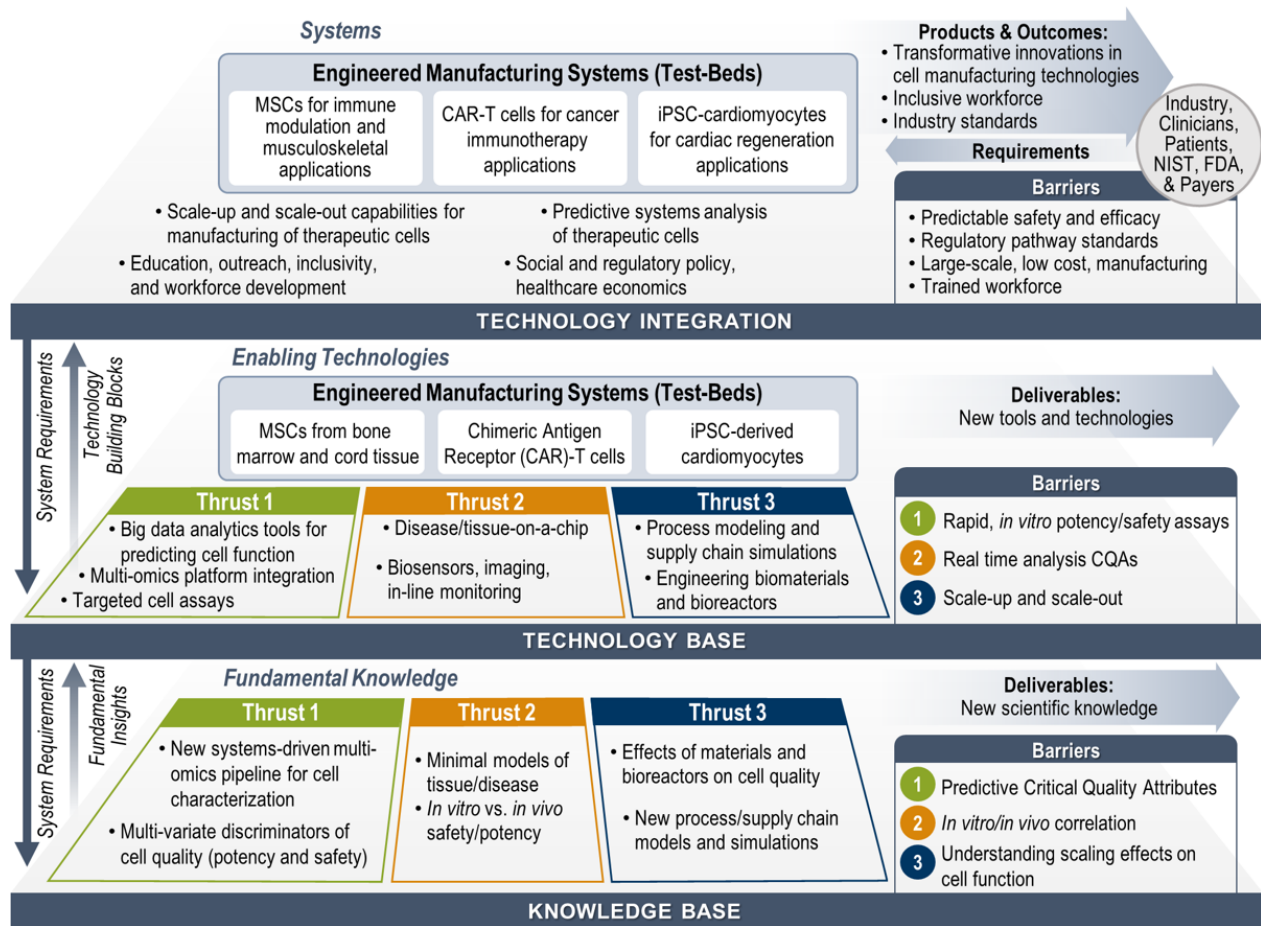 Systems
Engineered Manufacturing Systems (Test-Beds)
MSCs for immune
modulation and
musculoskeletal
applications
CAR-T cells for cancer
immunotherapy
applications
iPSC-cardiomyocytes
for cardiac regeneration
applications
• Scale-up and scale-out capabilities for
manufacturing of therapeutic cells
• Predictive systems analysis
of therapeutic cells
• Education, outreach, inclusivity,
and workforce development
• Social and regulatory policy,
healthcare economics
Products & Outcomes:
• Transformative innovations in
cell manufacturing technologies
• Inclusive workforce
• Industry standards
Industry,
Clinicians,
Patients,
NIST, FDA,
& Payers
Requirements
Barriers
• Predictable safety and efficacy
• Regulatory pathway standards
• Large-scale, low cost, manufacturing
• Trained workforce
TECHNOLOGY INTEGRATION
System Requirements
Technology
Building Blocks
Enabling Technologies
Engineered Manufacturing Systems (Test-Beds)
MSCs from bone
marrow and cord tissue
Chimeric Antigen
Receptor (CAR)-T cells
iPSC-derived
cardiomyocytes
Thrust 1
• Big data analytics tools for
predicting cell function
• Multi-omics platform integration
• Targeted cell assays
Thrust 2
• Disease/tissue-on-a-chip
• Biosensors, imaging,
in-line monitoring
Thrust 3
• Process modeling and
supply chain simulations
• Engineering biomaterials
and bioreactors
Deliverables:
New tools and technologies
Barriers
1 Rapid, in vitro potency/safety assays
2 Real time analysis CQAs
3 Scale-up and scale-out
TECHNOLOGY BASE
System Requirements
Fundamental
Insights
Fundamental Knowledge
Thrust 1
• New systems-driven multi-
omics pipeline for cell
characterization
• Multi-variate discriminators of
cell quality (potency and safety)
Thrust 2
• Minimal models of
tissue/disease
• In vitro vs. in vivo
safety/potency
Thrust 3
• Effects of materials and
bioreactors on cell quality
• New process/supply chain
models and simulations
Deliverables:
New scientific knowledge
Barriers
1 Predictive Critical Quality Attributes
2 In vitro/in vivo correlation
3 Understanding scaling effects on
cell function
KNOWLEDGE BASE